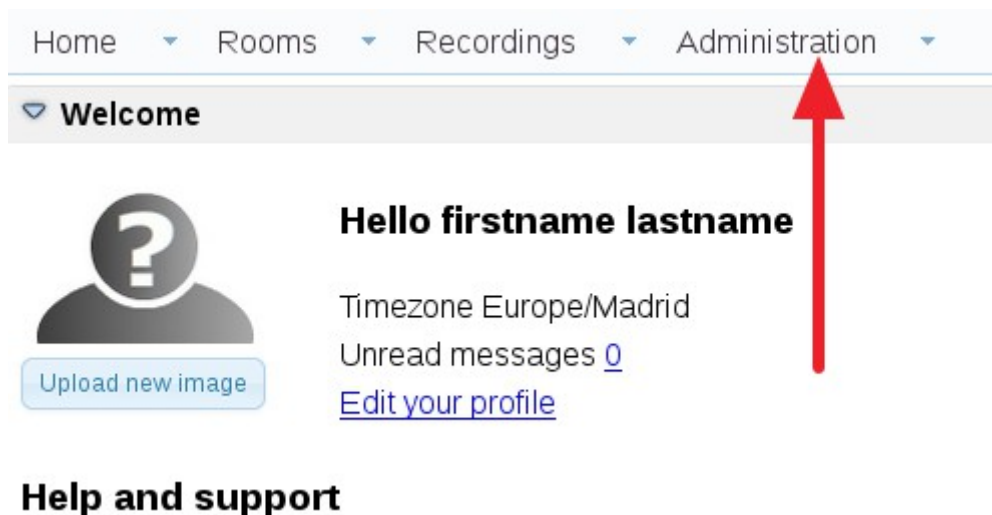 Home Rooms Recordings Administration
Welcome
?
Hello firstname lastname
Timezone Europe/Madrid
Unread messages 0
Upload new image
Edit your profile
Help and support